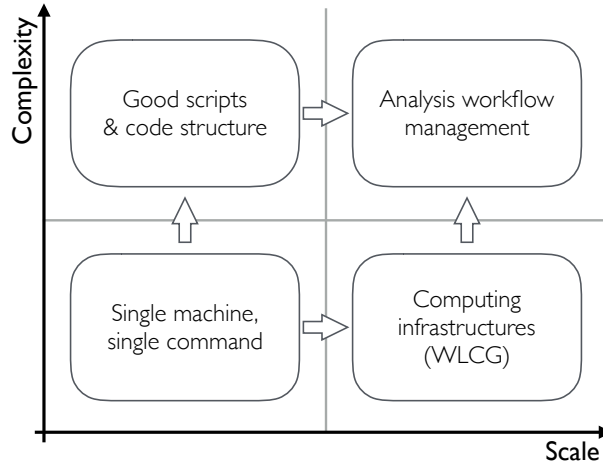 Complexity
Good scripts
& code structure
Analysis workflow
management
Single machine,
single command
Computing
infrastructures
(WLCG)
Scale